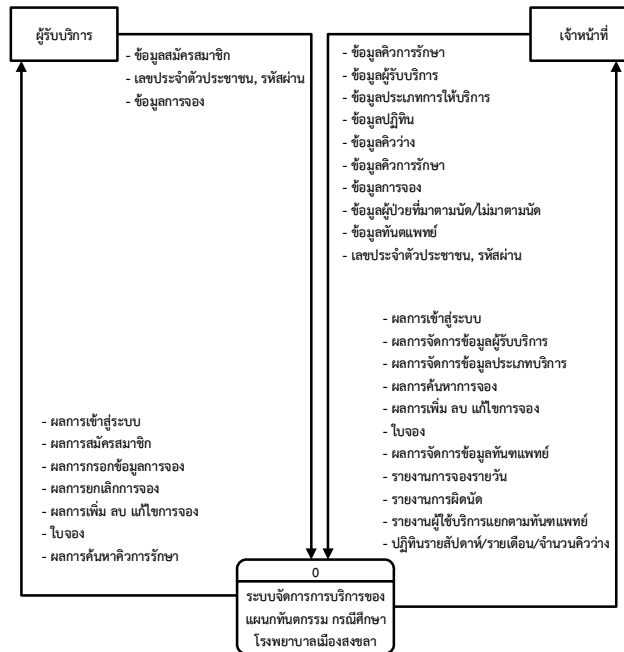 ผู้รับบริการ
เจ้าหน้าที่
- ข้อมูลสมัครสมาชิก
- เลขประจำตัวประชาชน, รหัสผ่าน
- ข้อมูลการจอง
- ข้อมูลคิวการรักษา
- ข้อมูลผู้รับบริการ
- ข้อมูลประเภทการให้บริการ
- ข้อมูลปฏิทิน
- ข้อมูลคิวว่าง
- ข้อมูลคิวการรักษา
- ข้อมูลการจอง
- ข้อมูลผู้ป่วยที่มาตามนัด/ไม่มาตามนัด
- ข้อมูลทันตแพทย์
- เลขประจำตัวประชาชน, รหัสผ่าน
- ผลการเข้าสู่ระบบ
- ผลการสมัครสมาชิก
- ผลการกรอกข้อมูลการจอง
- ผลการยกเลิกการจอง
- ผลการเพิ่ม ลบ แก้ไขการจอง
- ใบจอง
- ผลการค้นหาคิวการรักษา
- ผลการเข้าสู่ระบบ
- ผลการจัดการข้อมูลผู้รับบริการ
- ผลการจัดการข้อมูลประเภทบริการ
- ผลการค้นหาการจอง
- ผลการเพิ่ม ลบ แก้ไขการจอง
- ใบจอง
- ผลการจัดการข้อมูลทันฑแพทย์
- รายงานการจองรายวัน
- รายงานการผิดนัด
- รายงานผู้ใช้บริการแยกตามทันฑแพทย์
- ปฏิทินรายสัปดาห์/รายเดือน/จำนวนคิวว่าง
0
ระบบจัดการการบริการของ
แผนกทันตกรรม กรณีศึกษา
โรงพยาบาลเมืองสงขลา